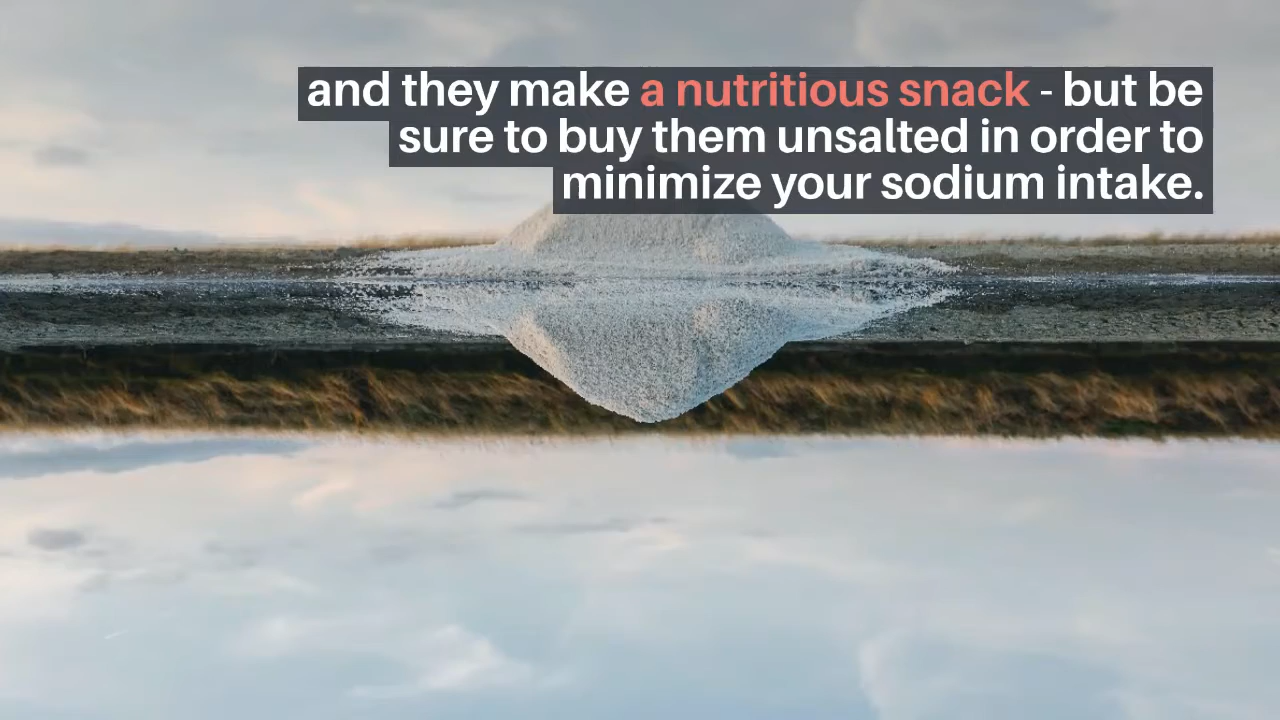 and they make a nutritious snack - but be
sure to buy them unsalted in order to
minimize your sodium intake.